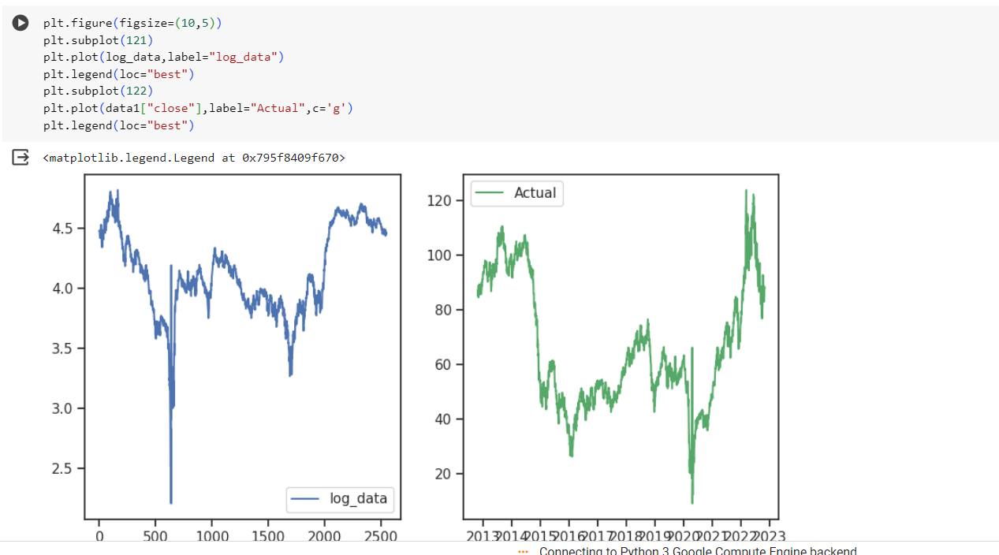 plt.figure(figsize=(10,5))
plt.subplot(121)
plt.plot(log_data,label="log_data")
plt.legend(loc="best")
plt.subplot(122)
plt.plot(data1["close"],label="Actual",c='g')
plt.legend(loc="best")
<matplotlib.legend.Legend at 0x795f8409f670>
4.5
4.0
3.5
3.0
2.5
log_data
0 500 1000 1500 2000 2500
Actual
120
100
80
60
40
20
2013 2014 2015 2016 2017 2018 2019 2020 2021 2022 2023
Connecting to Python 3 Google Compute Engine backend